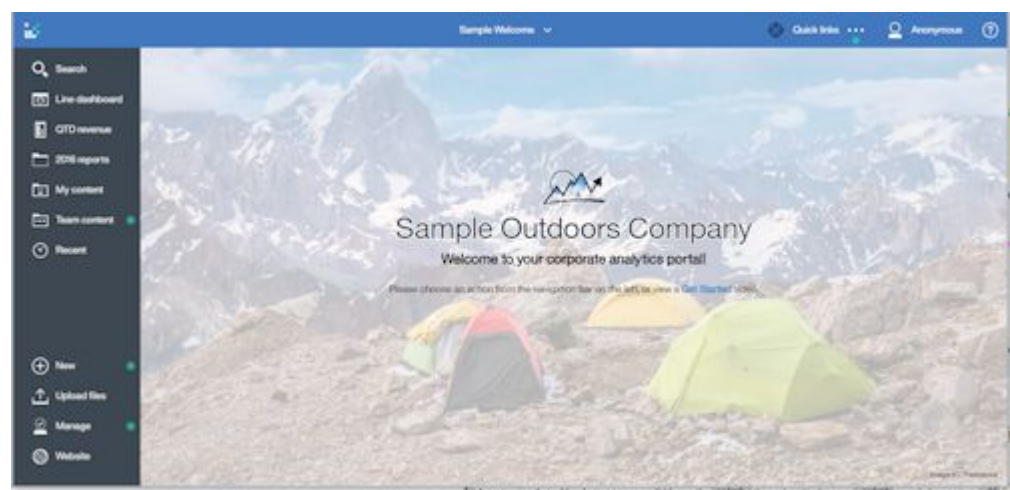 Sample Welcome
Quick links
Anonymous
Search
Line dashboard
QTD revenue
2016 reports
My content
Team content
Recent
Sample Outdoors Company
Welcome to your corporate analytics portal!
Please choose an action from the navigation bar on the left, or view a Get Started video.
New
Upload files
Manage
Website